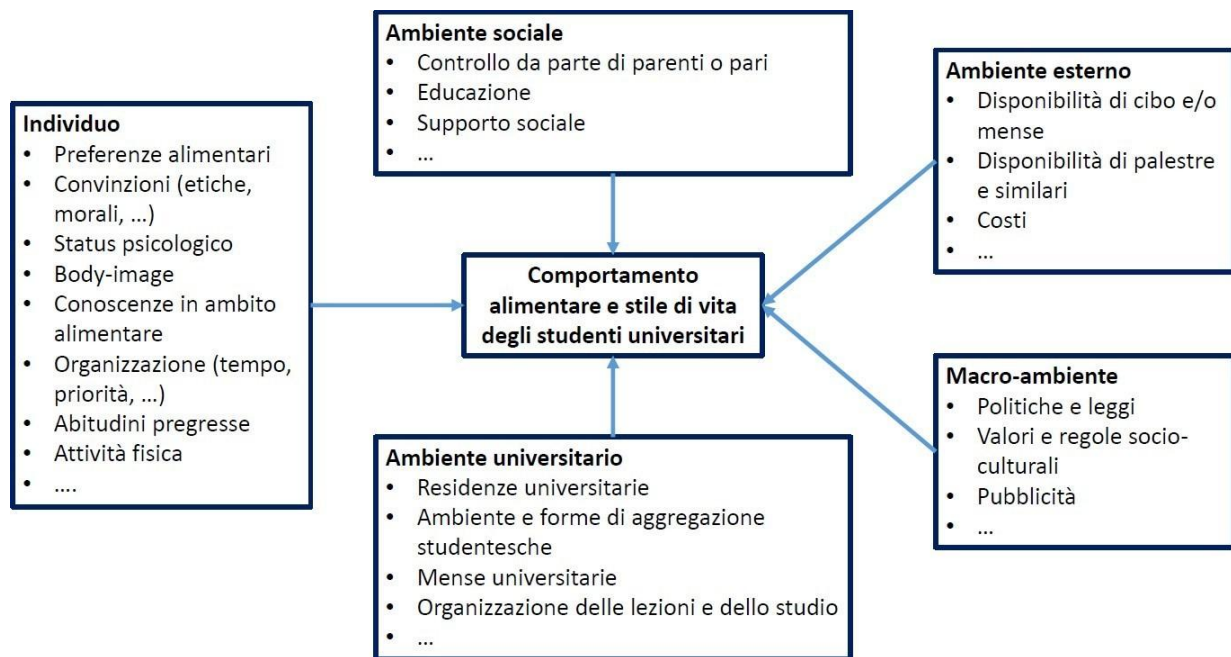 Ambiente sociale
• Controllo da parte di parenti o pari
• Educazione
• Supporto sociale
• ...
Individuo
• Preferenze alimentari
• Convinzioni (etiche,
morali, ...)
• Status psicologico
• Body-image
• Conoscenze in ambito
alimentare
• Organizzazione (tempo,
priorità, ...)
• Abitudini pregresse
• Attività fisica
• ....
Comportamento
alimentare e stile di vita
degli studenti universitari
Ambiente esterno
• Disponibilità di cibo e/o
mense
• Disponibilità di palestre
e similari
• Costi
• ...
Ambiente universitario
• Residenze universitarie
• Ambiente e forme di aggregazione
studentesche
• Mense universitarie
• Organizzazione delle lezioni e dello studio
• ...
Macro-ambiente
• Politiche e leggi
• Valori e regole socio-
culturali
• Pubblicità
• ...